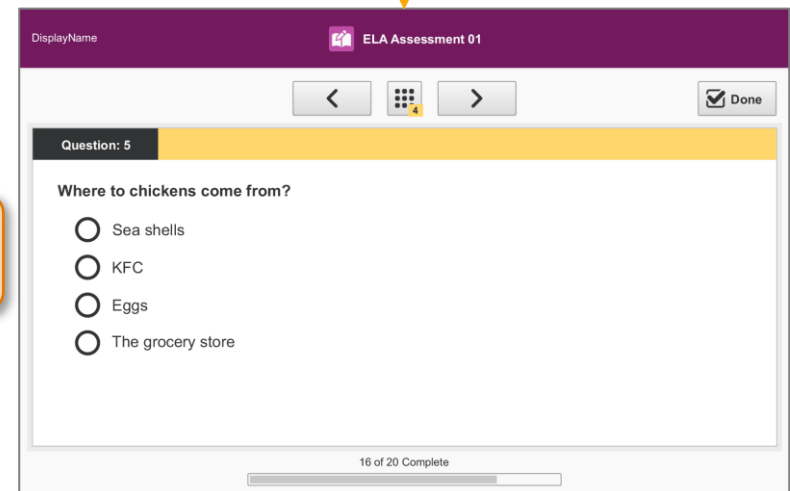 DisplayName
ELA Assessment 01
4
Done
Question: 5
Where to chickens come from?
Sea shells
KFC
Eggs
The grocery store
16 of 20 Complete